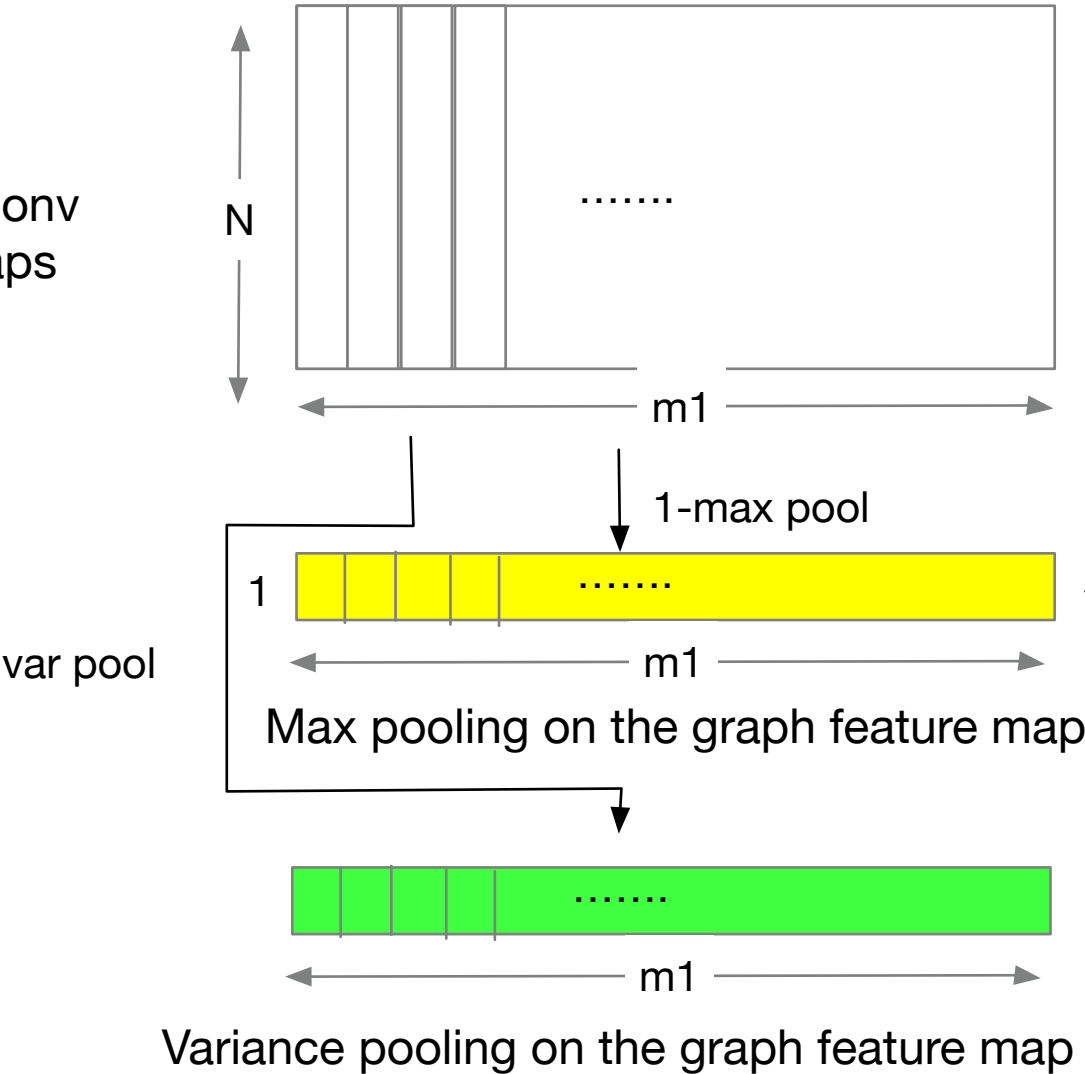 onv
aps
N
.......
m1
1-max pool
1
.......
m1
var pool
Max pooling on the graph feature map
.......
m1
Variance pooling on the graph feature map